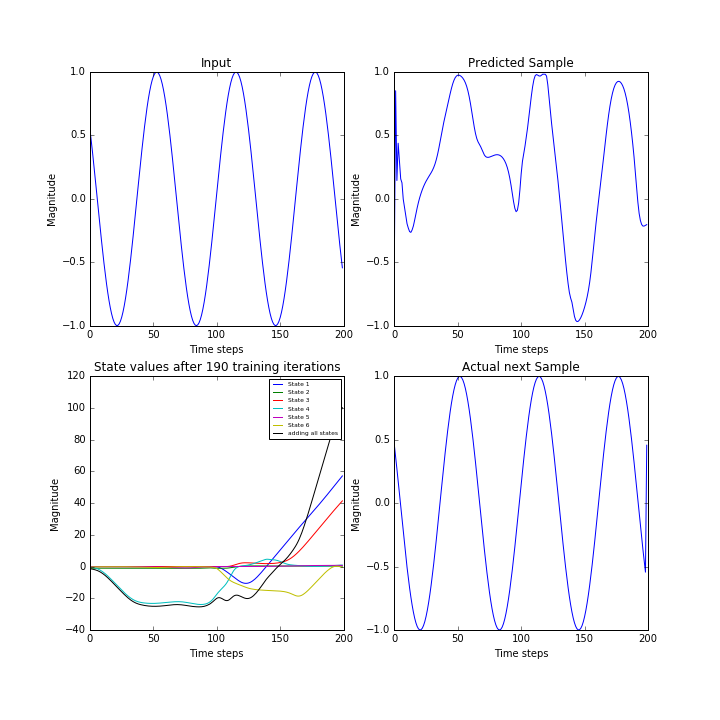 Input
1.0
0.5
0.0
−0.5
−1.0
Magnitude
0 50 100 150 200
Time steps
Predicted Sample
1.0
0.5
0.0
−0.5
−1.0
Magnitude
0 50 100 150 200
Time steps
State values after 190 training iterations
120
100
80
60
40
20
0
−20
−40
Magnitude
State 1
State 2
State 3
State 4
State 5
State 6
adding all states
0 50 100 150 200
Time steps
Actual next Sample
1.0
0.5
0.0
−0.5
−1.0
Magnitude
0 50 100 150 200
Time steps